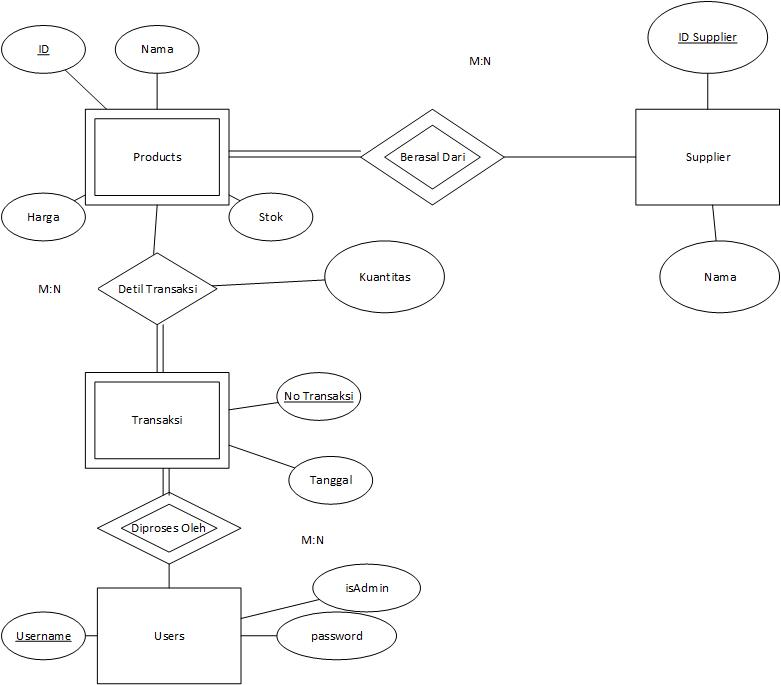 ID Supplier
ID
Nama
M:N
Products
Berasal Dari
Supplier
Harga
Stok
Nama
Kuantitas
M:N
Detil Transaksi
No Transaksi
Transaksi
Tanggal
Diproses Oleh
M:N
isAdmin
Username
Users
password